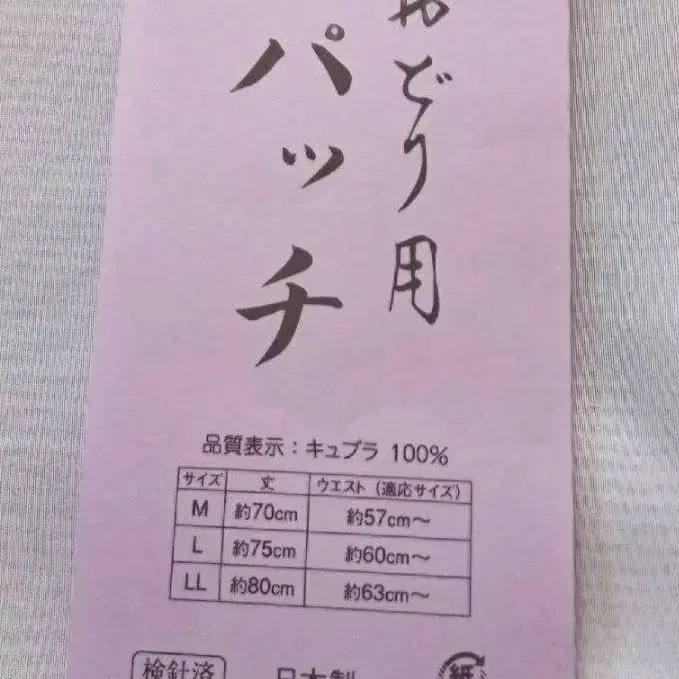 おどり用
パッチ
品質表示：キュプラ 100%
サイズ 丈 ウエスト（適応サイズ）
M 約70cm 約57cm～
L 約75cm 約60cm～
LL 約80cm 約63cm～
検針済 日本製 紙